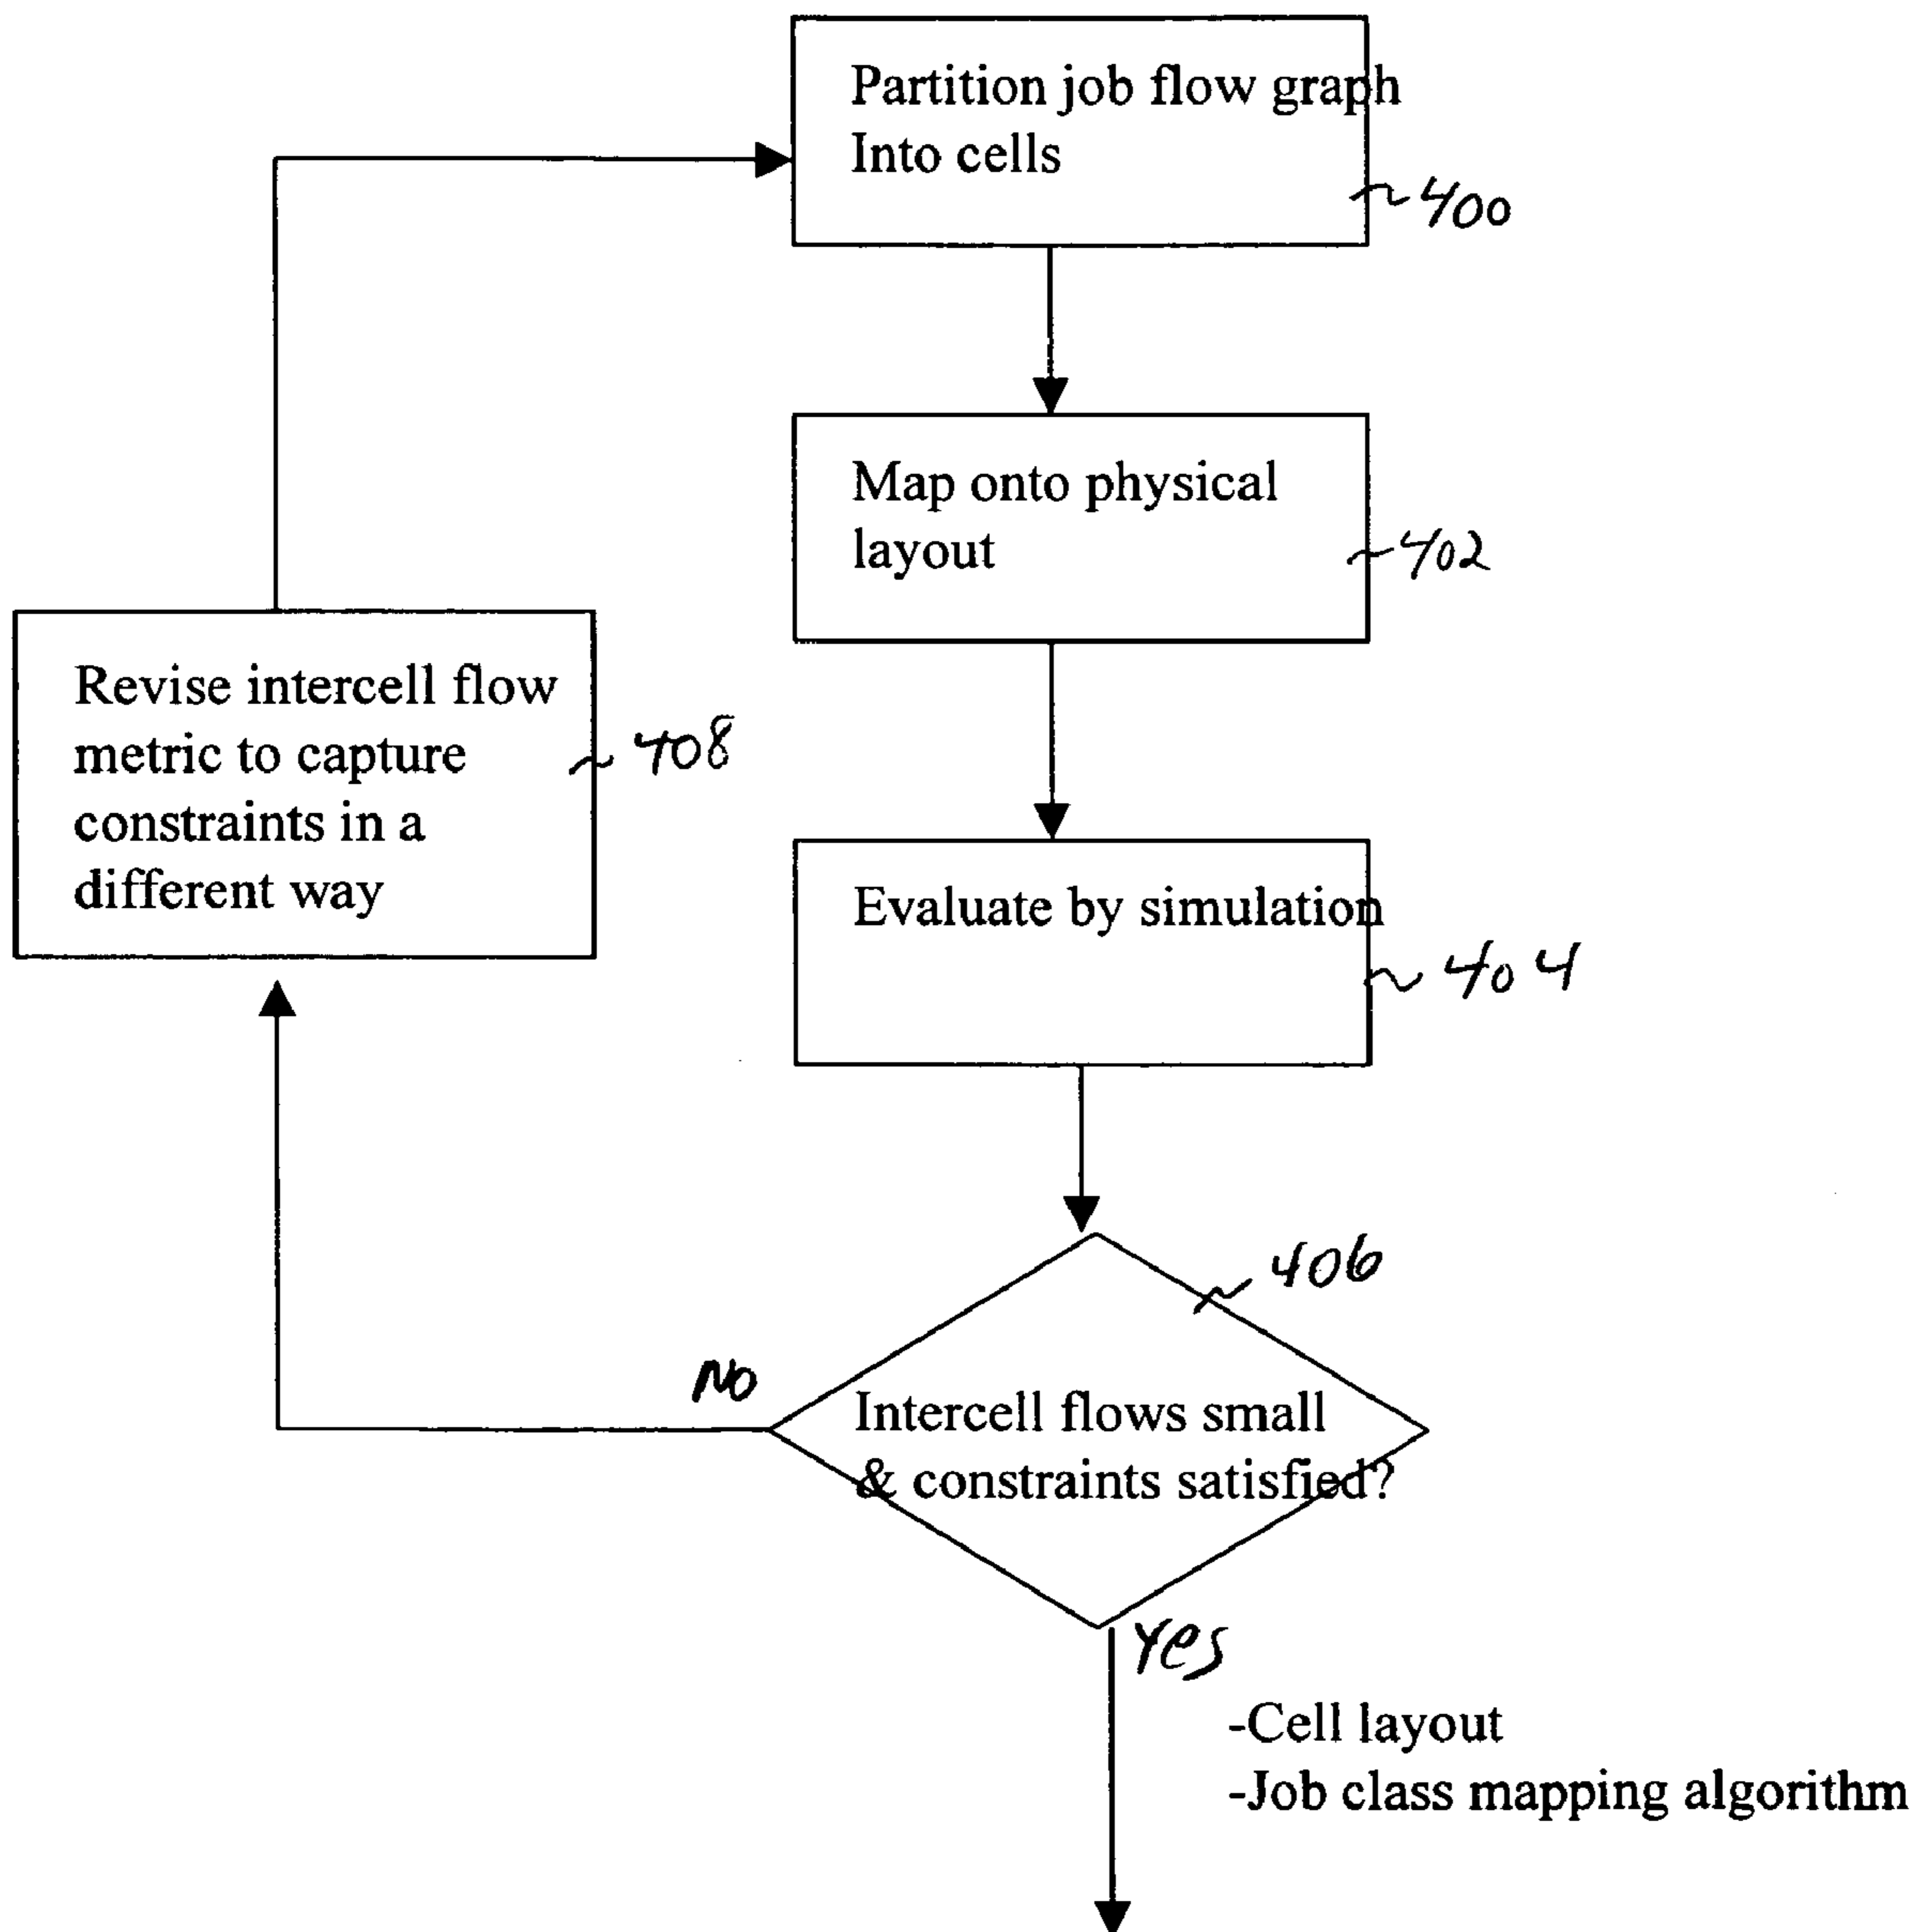 Partition job flow graph
Into cells
400
Map onto physical
layout
402
Revise intercell flow
metric to capture
constraints in a
different way
408
Evaluate by simulation
404
406
NO
Intercell flows small
& constraints satisfied?
Yes
-Cell layout
-Job class mapping algorithm